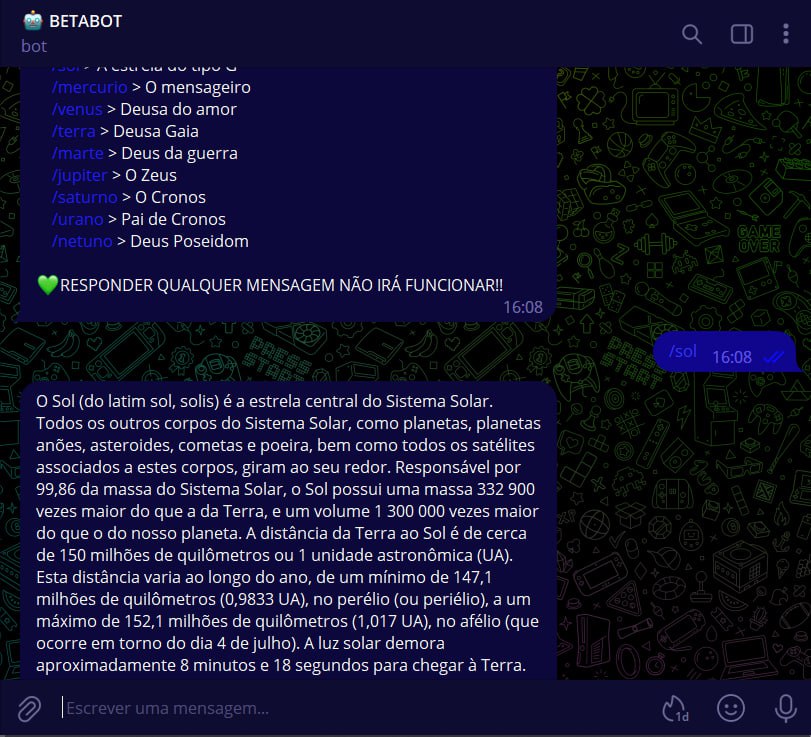 BETABOT
bot
/sol > A estrela do tipo G
/mercurio > O mensageiro
/venus > Deusa do amor
/terra > Deusa Gaia
/marte > Deus da guerra
/jupiter > O Zeus
/saturno > O Cronos
/urano > Pai de Cronos
/netuno > Deus Poseidom
💚RESPONDER QUALQUER MENSAGEM NÃO IRÁ FUNCIONAR!!
16:08
/sol 16:08
O Sol (do latim sol, solis) é a estrela central do Sistema Solar.
Todos os outros corpos do Sistema Solar, como planetas, planetas
anões, asteroides, cometas e poeira, bem como todos os satélites
associados a estes corpos, giram ao seu redor. Responsável por
99,86 da massa do Sistema Solar, o Sol possui uma massa 332 900
vezes maior do que a da Terra, e um volume 1 300 000 vezes maior
do que o do nosso planeta. A distância da Terra ao Sol é de cerca
de 150 milhões de quilômetros ou 1 unidade astronômica (UA).
Esta distância varia ao longo do ano, de um mínimo de 147,1
milhões de quilômetros (0,9833 UA), no perélio (ou periélio), a um
máximo de 152,1 milhões de quilômetros (1,017 UA), no afélio (que
ocorre em torno do dia 4 de julho). A luz solar demora
aproximadamente 8 minutos e 18 segundos para chegar à Terra.
Escrever uma mensagem...
1d
GAME OVER
PRESS START
PRESS START